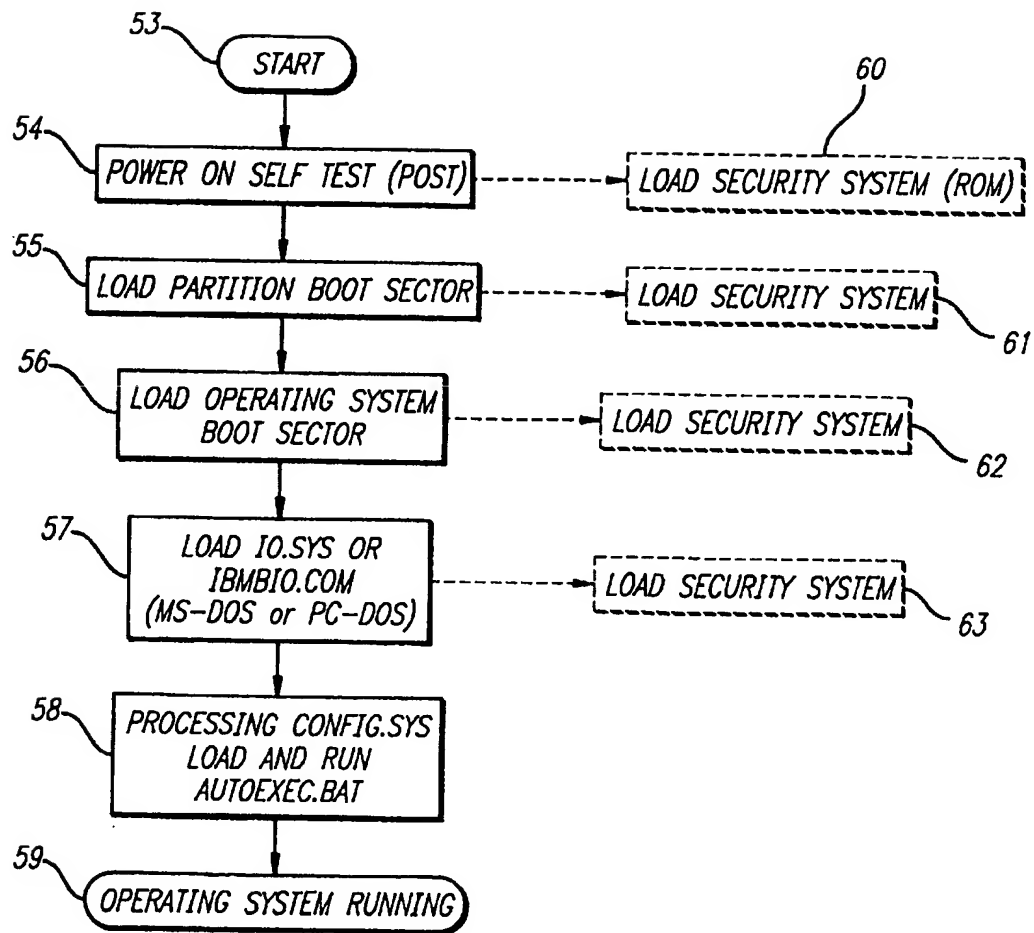 53
START
60
54
POWER ON SELF TEST (POST)
LOAD SECURITY SYSTEM (ROM)
55
LOAD PARTITION BOOT SECTOR
LOAD SECURITY SYSTEM
61
56
LOAD OPERATING SYSTEM
BOOT SECTOR
LOAD SECURITY SYSTEM
62
57
LOAD IO.SYS OR
IBMBIO.COM
(MS-DOS or PC-DOS)
LOAD SECURITY SYSTEM
63
58
PROCESSING CONFIG.SYS
LOAD AND RUN
AUTOEXEC.BAT
59
OPERATING SYSTEM RUNNING